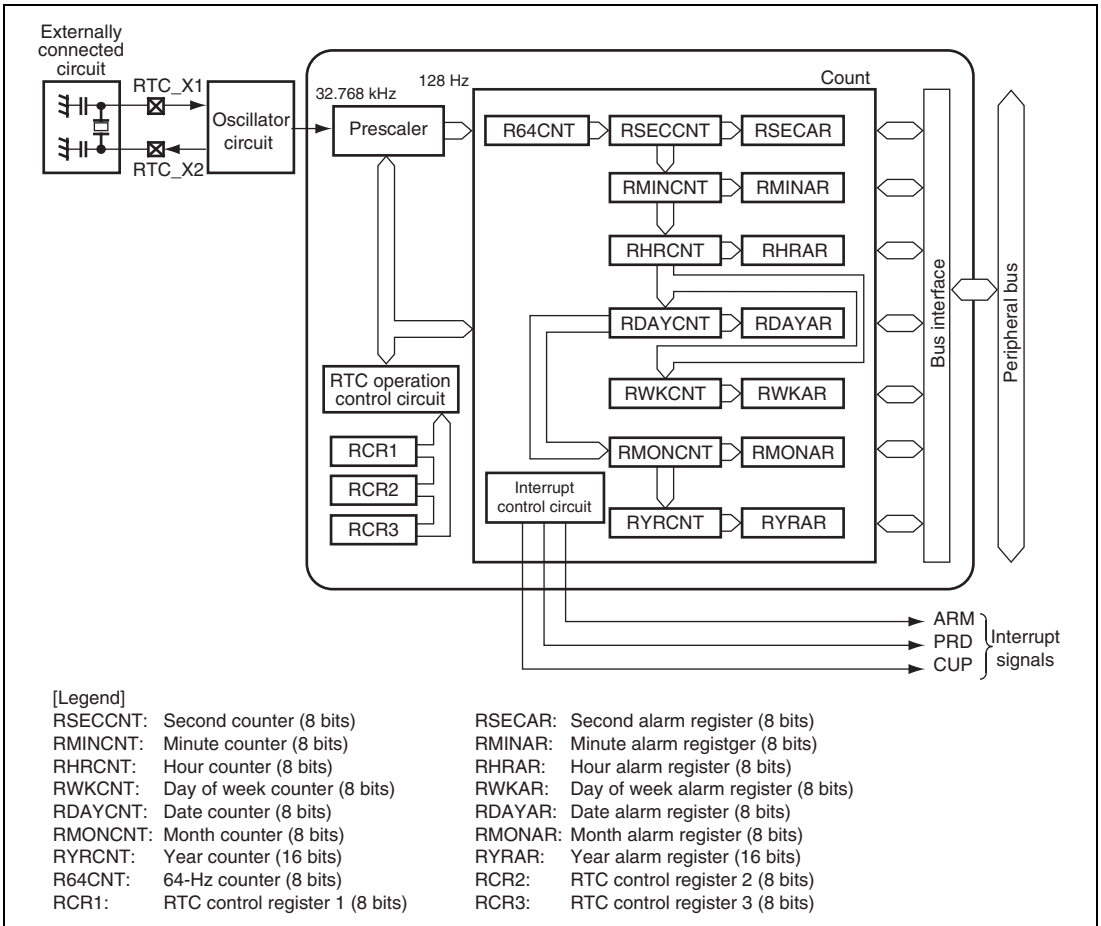 Externally
connected
circuit
RTC_X1
RTC_X2
Oscillator
circuit
32.768 kHz
128 Hz
Prescaler
Count
R64CNT
RSECCNT
RSECAR
RMINCNT
RMINAR
RHRCNT
RHRAR
RDAYCNT
RDAYAR
RWKCNT
RWKAR
RMONCNT
RMONAR
RYRCNT
RYRAR
RTC operation
control circuit
RCR1
RCR2
RCR3
Interrupt
control circuit
Bus interface
Peripheral bus
ARM
PRD
CUP
Interrupt
signals
[Legend]
RSECCNT: Second counter (8 bits)
RSECAR: Second alarm register (8 bits)
RMINCNT: Minute counter (8 bits)
RMINAR: Minute alarm registger (8 bits)
RHRCNT: Hour counter (8 bits)
RHRAR: Hour alarm register (8 bits)
RWKCNT: Day of week counter (8 bits)
RWKAR: Day of week alarm register (8 bits)
RDAYCNT: Date counter (8 bits)
RDAYAR: Date alarm register (8 bits)
RMONCNT: Month counter (8 bits)
RMONAR: Month alarm register (8 bits)
RYRCNT: Year counter (16 bits)
RYRAR: Year alarm register (16 bits)
R64CNT: 64-Hz counter (8 bits)
RCR2: RTC control register 2 (8 bits)
RCR1: RTC control register 1 (8 bits)
RCR3: RTC control register 3 (8 bits)